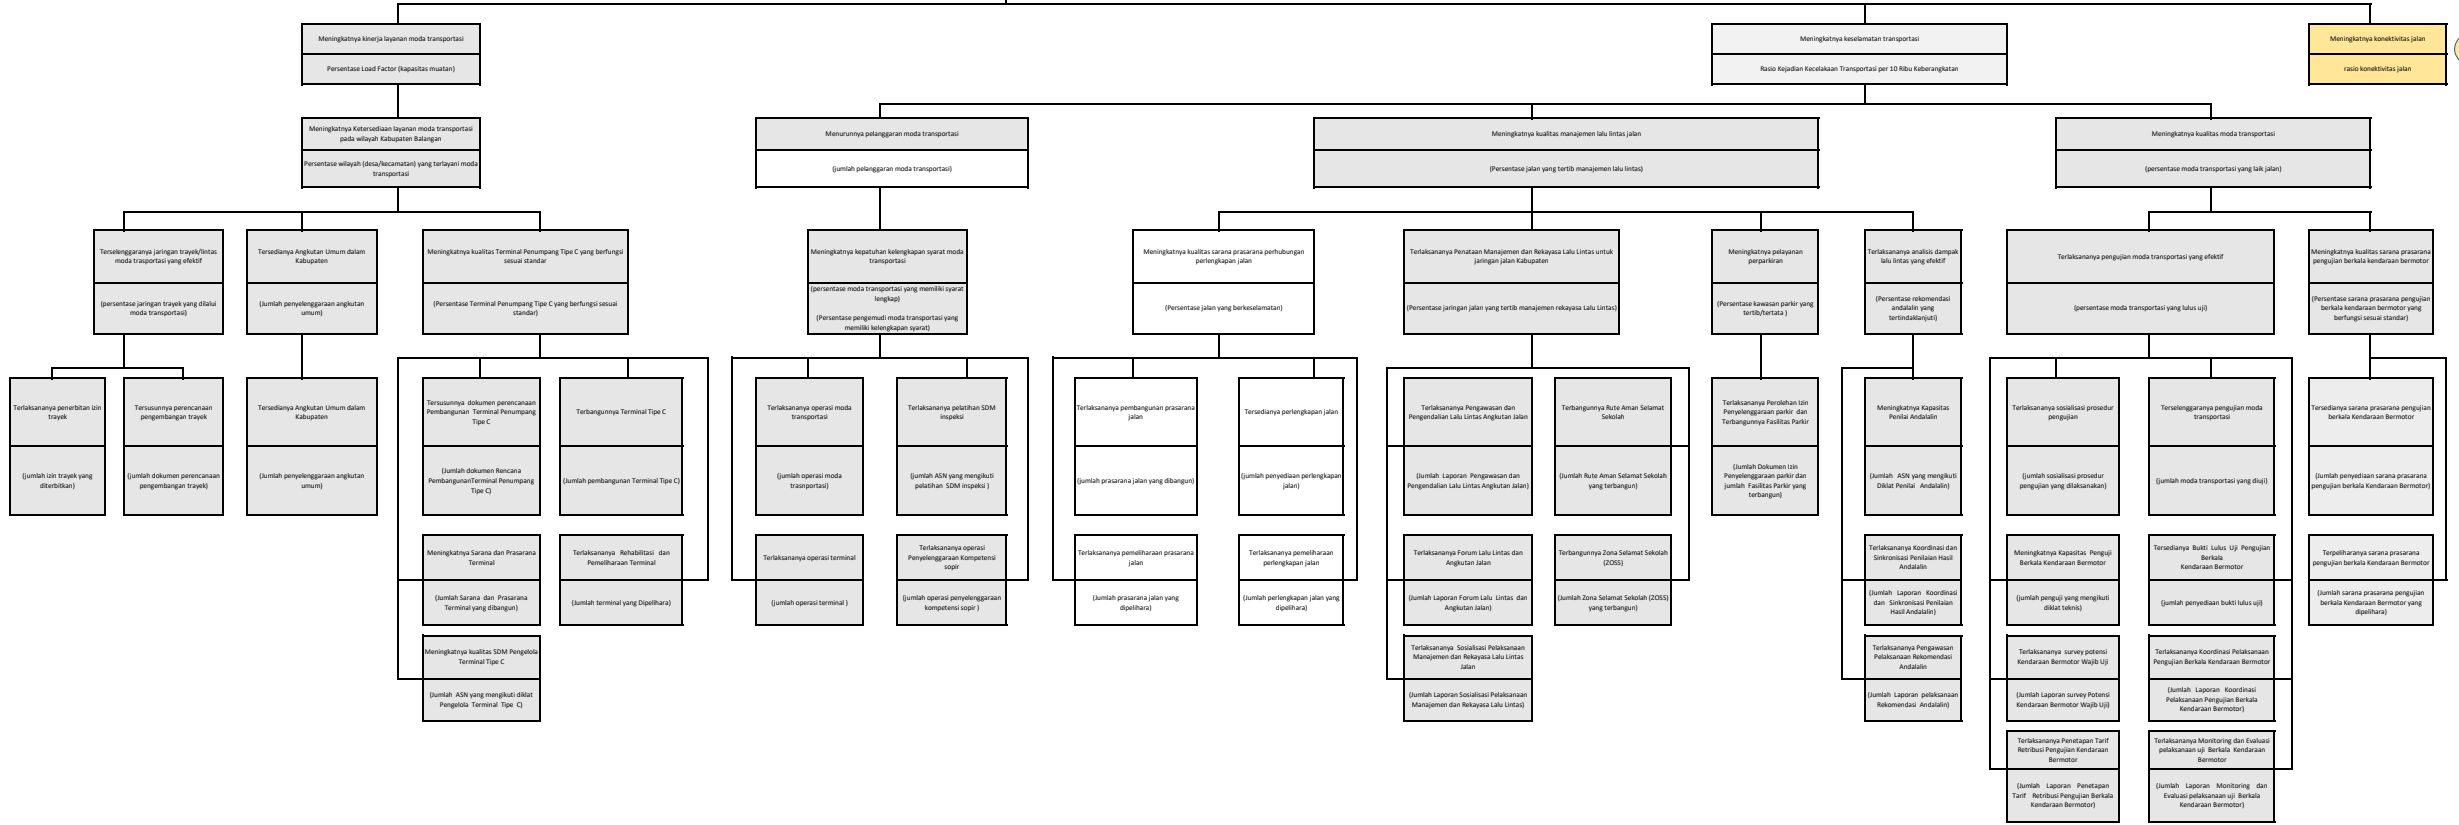 Meningkatnya kinerja layanan moda transportasi
Persentase Load Factor (kapasitas muatan)
Meningkatnya keselamatan transportasi
Rasio Kejadian Kecelakaan Transportasi per 10 Ribu Keberangkatan
Meningkatnya konektivitas jalan
rasio konektivitas jalan
Meningkatnya Ketersediaan layanan moda transportasi
pada wilayah Kabupaten Balangan
Persentase wilayah (desa/kecamatan) yang terlayani moda
transportasi
Menurunnya pelanggaran moda transportasi
(jumlah pelanggaran moda transportasi)
Meningkatnya kualitas manajemen lalu lintas jalan
(Persentase jalan yang tertib manajemen lalu lintas)
Meningkatnya kualitas moda transportasi
(persentase moda transportasi yang laik jalan)
Terselenggaranya jaringan trayek/lintas
moda trasportasi yang efektif
(persentase jaringan trayek yang dilalui
moda transportasi)
Tersedianya Angkutan Umum dalam
Kabupaten
(Jumlah penyelenggaraan angkutan
umum)
Meningkatnya kualitas Terminal Penumpang Tipe C yang berfungsi
sesuai standar
(Persentase Terminal Penumpang Tipe C yang berfungsi sesuai
standar)
Meningkatnya kepatuhan kelengkapan syarat moda
transportasi
(persentase moda transportasi yang memiliki syarat
lengkap)
(Persentase pengemudi moda transportasi yang
memiliki kelengkapan syarat)
Meningkatnya kualitas sarana prasarana perhubungan
perlengkapan jalan
(Persentase jalan yang berkeselamatan)
Terlaksananya Penataan Manajemen dan Rekayasa Lalu Lintas untuk
jaringan jalan Kabupaten
(Persentase jaringan jalan yang tertib manajemen rekayasa Lalu Lintas)
Meningkatnya pelayanan
perparkiran
(Persentase kawasan parkir yang
tertib/tertata )
Terlaksananya analisis dampak
lalu lintas yang efektif
(Persentase rekomendasi
andalalin yang
tertindaklanjuti)
Terlaksananya pengujian moda transportasi yang efektif
(persentase moda transportasi yang lulus uji)
Meningkatnya kualitas sarana prasarana
pengujian berkala kendaraan bermotor
(Persentase sarana prasarana pengujian
berkala kendaraan bermotor yang
berfungsi sesuai standar)
Terlaksananya penerbitan izin
trayek
(jumlah izin trayek yang
diterbitkan)
Tersusunnya perencanaan
pengembangan trayek
(jumlah dokumen perencanaan
pengembangan trayek)
Tersedianya Angkutan Umum dalam
Kabupaten
(Jumlah penyelenggaraan angkutan
umum)
Tersusunnya dokumen perencanaan
Pembangunan Terminal Penumpang
Tipe C
(Jumlah dokumen Rencana
PembangunanTerminal Penumpang
Tipe C)
Terbangunnya Terminal Tipe C
(Jumlah pembangunan Terminal Tipe C)
Terlaksananya operasi moda
transportasi
(jumlah operasi moda
trasnportasi)
Terlaksananya pelatihan SDM
inspeksi
(jumlah ASN yang mengikuti
pelatihan SDM inspeksi )
Terlaksananya pembangunan prasarana
jalan
(jumlah prasarana jalan yang dibangun)
Tersedianya perlengkapan jalan
(jumlah penyediaan perlengkapan
jalan)
Terlaksananya Pengawasan dan
Pengendalian Lalu Lintas Angkutan Jalan
(Jumlah Laporan Pengawasan dan
Pengendalian Lalu Lintas Angkutan Jalan)
Terbangunnya Rute Aman Selamat
Sekolah
(Jumlah Rute Aman Selamat Sekolah
yang terbangun)
Terlaksananya Perolehan Izin
Penyelenggaraan parkir dan
Terbangunnya Fasilitas Parkir
(Jumlah Dokumen Izin
Penyelenggaraan parkir dan
jumlah Fasilitas Parkir yang
terbangun)
Meningkatnya Kapasitas
Penilai Andalalin
(Jumlah ASN yang mengikuti
Diklat Penilai Andalalin)
Terlaksananya sosialisasi prosedur
pengujian
(jumlah sosialisasi prosedur
pengujian yang dilaksanakan)
Terselenggaranya pengujian moda
transportasi
(jumlah moda transportasi yang diuji)
Tersedianya sarana prasarana pengujian
berkala Kendaraan Bermotor
(Jumlah penyediaan sarana prasarana
pengujian berkala Kendaraan Bermotor)
Meningkatnya Sarana dan Prasarana
Terminal
(Jumlah Sarana dan Prasarana
Terminal yang dibangun)
Terlaksananya Rehabilitasi dan
Pemeliharaan Terminal
(Jumlah terminal yang Dipelihara)
Terlaksananya operasi terminal
(jumlah operasi terminal )
Terlaksananya operasi
Penyelenggaraan Kompetensi
sopir
(jumlah operasi penyelenggaraan
kompetensi sopir )
Terlaksananya pemeliharaan prasarana
jalan
(Jumlah prasarana jalan yang
dipelihara)
Terlaksananya pemeliharaan
perlengkapan jalan
(Jumlah perlengkapan jalan yang
dipelihara)
Terlaksananya Forum Lalu Lintas dan
Angkutan Jalan
(Jumlah Laporan Forum Lalu Lintas dan
Angkutan Jalan)
Terbangunnya Zona Selamat Sekolah
(ZOSS)
(Jumlah Zona Selamat Sekolah (ZOSS)
yang terbangun)
Terlaksananya Koordinasi dan
Sinkronisasi Penilaian Hasil
Andalalin
(Jumlah Laporan Koordinasi
dan Sinkronisasi Penilaian
Hasil Andalalin)
Meningkatnya Kapasitas Penguji
Berkala Kendaraan Bermotor
(jumlah penguji yang mengikuti
diklat teknis)
Tersedianya Bukti Lulus Uji Pengujian
Berkala
Kendaraan Bermotor
(jumlah penyediaan bukti lulus uji)
Terpeliharanya sarana prasarana
pengujian berkala Kendaraan Bermotor
(Jumlah sarana prasarana pengujian
berkala Kendaraan Bermotor yang
dipelihara)
Meningkatnya kualitas SDM Pengelola
Terminal Tipe C
(Jumlah ASN yang mengikuti diklat
Pengelola Terminal Tipe C)
Terlaksananya Sosialisasi Pelaksanaan
Manajemen dan Rekayasa Lalu Lintas
Jalan
(Jumlah Laporan Sosialisasi Pelaksanaan
Manajemen dan Rekayasa Lalu Lintas)
Terlaksananya Pengawasan
Pelaksanaan Rekomendasi
Andalalin
(Jumlah Laporan pelaksanaan
Rekomendasi Andalalin)
Terlaksananya survey potensi
Kendaraan Bermotor Wajib Uji
(Jumlah Laporan survey Potensi
Kendaraan Bermotor Wajib Uji)
Terlaksananya Koordinasi Pelaksanaan
Pengujian Berkala Kendaraan Bermotor
(Jumlah Laporan Koordinasi
Pelaksanaan Pengujian Berkala
Kendaraan Bermotor)
Terlaksananya Penetapan Tarif
Retribusi Pengujian Kendaraan
Bermotor
(Jumlah Laporan Penetapan
Tarif Retribusi Pengujian Berkala
Kendaraan Bermotor)
Terlaksananya Monitoring dan Evaluasi
pelaksanaan uji Berkala Kendaraan
Bermotor
(Jumlah Laporan Monitoring dan
Evaluasi pelaksanaan uji Berkala
Kendaraan Bermotor)